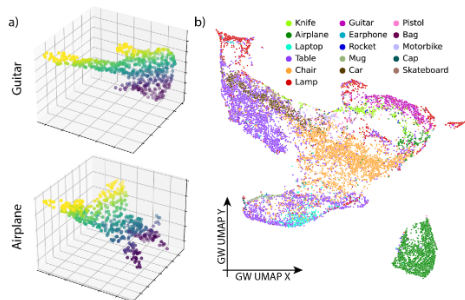 a)
Guitar
Airplane
b)
Knife
Airplane
Laptop
Table
Chair
Lamp
Guitar
Earphone
Rocket
Mug
Car
Pistol
Bag
Motorbike
Cap
Skateboard
GW UMAP Y
GW UMAP X